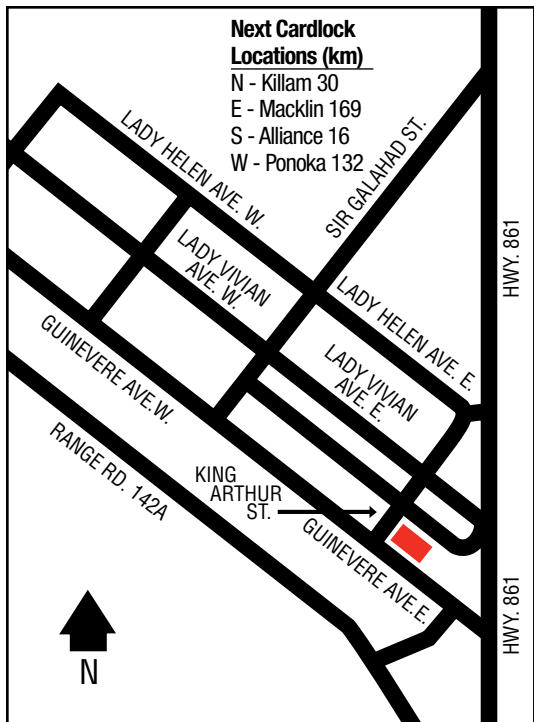 Next Cardlock
Locations (km)
N - Killam 30
E - Macklin 169
S - Alliance 16
W - Ponoka 132
LADY HELEN AVE. W.
SIR GALAHAD ST.
HWY. 861
LADY VIVIAN
AVE. W.
LADY HELEN AVE. E.
GUINEVERE AVE.W.
LADY VIVIAN
AVE. E.
RANGE RD. 142A
KING
ARTHUR
ST.
GUINEVERE AVE.E.
HWY. 861
N